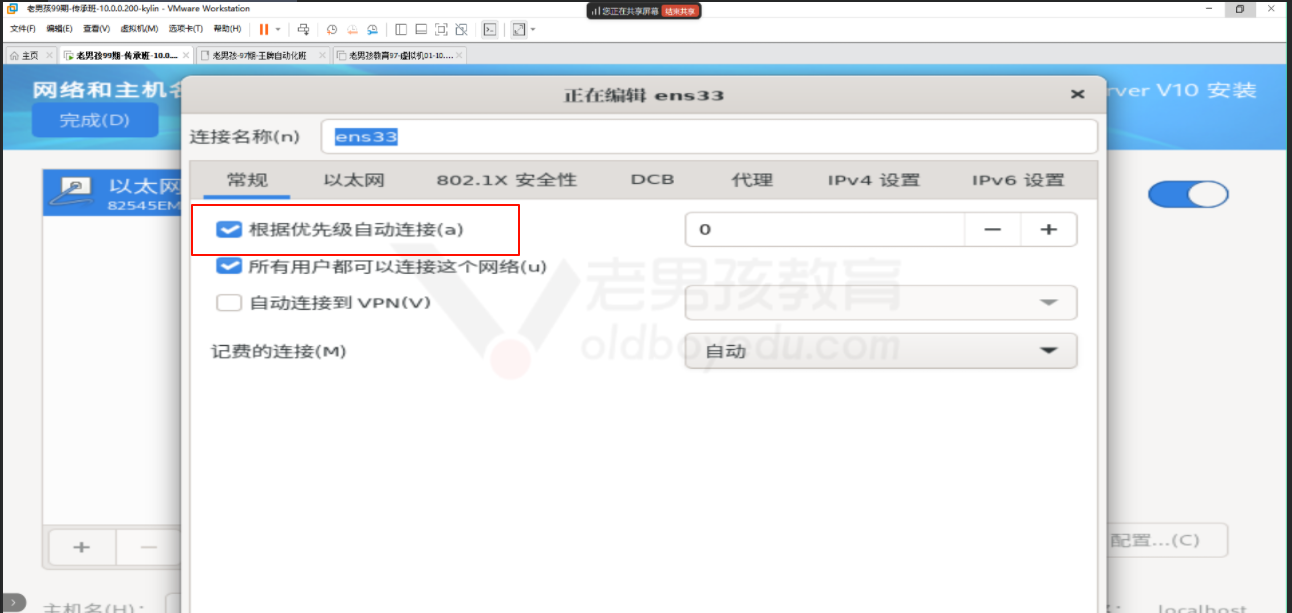 老男孩99期-传承班-10.0.0.200-kylin - VMware Workstation
您正在共享屏幕 结束共享
文件(F) 编辑(E) 查看(V) 虚拟机(M) 选项卡(T) 帮助(H)
主页 老男孩99期-传承班-10.0.... 老男孩-97期-王牌自动化班 老男孩教育97-虚拟机01-10....
网络和主机名
rver V10 安装
完成(D)
正在编辑 ens33
连接名称(n) ens33
以太网
82545EM
常规 以太网 802.1X 安全性 DCB 代理 IPv4 设置 IPv6 设置
根据优先级自动连接(a) 0
所有用户都可以连接这个网络(u)
自动连接到 VPN(V)
记费的连接(M) 自动
老男孩教育
oldboyedu.com
配置...(C)
主机名(H):
localhost